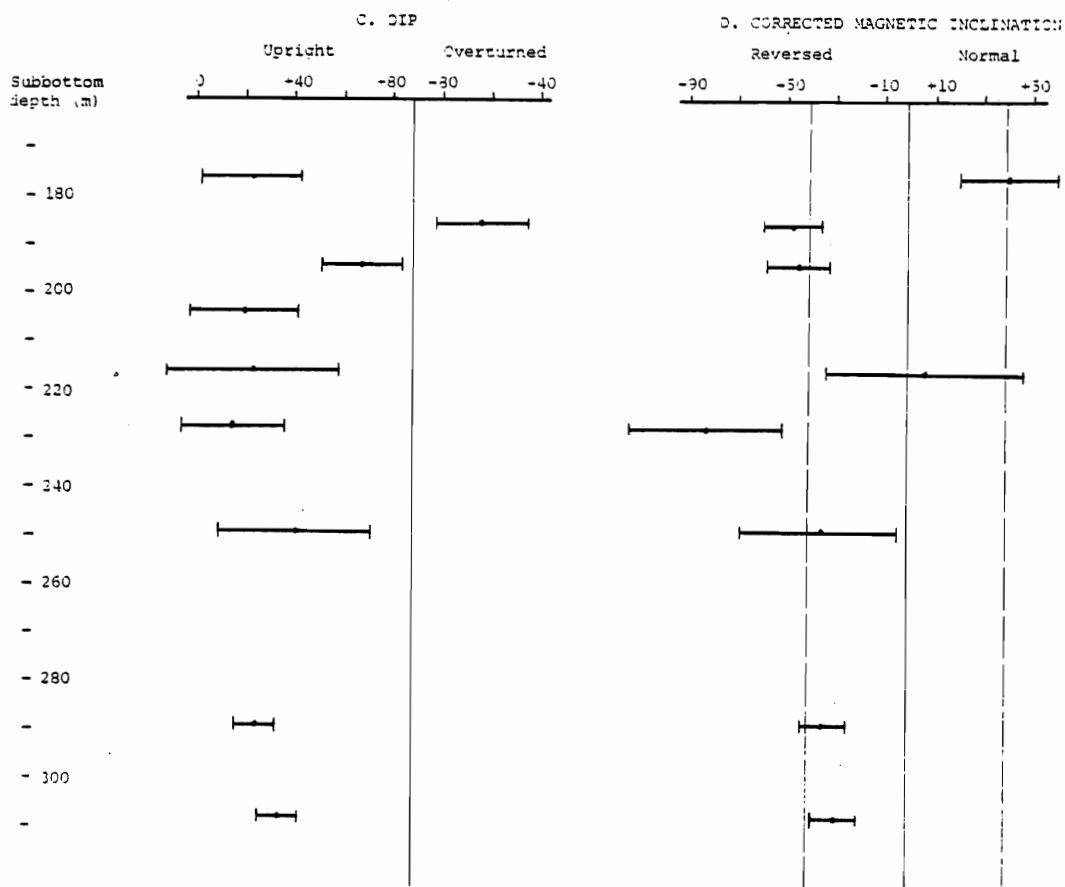 C. DIP
D. CORRECTED MAGNETIC INCLINATION
Upright
Overturned
Reversed
Normal
Subbottom
depth (m)
0 +40 +80 -80 -40
-90 -50 -10 +10 +50
- 180
- 200
- 220
- 240
- 260
- 280
- 300